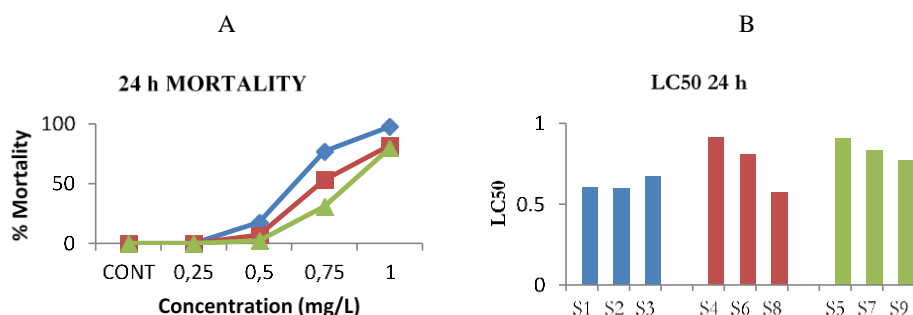 A
24 h MORTALITY
% Mortality
100
50
0
CONT 0,25 0,5 0,75 1
Concentration (mg/L)
B
LC50 24 h
LC50
1
0.5
0
S1 S2 S3 S4 S6 S8 S5 S7 S9